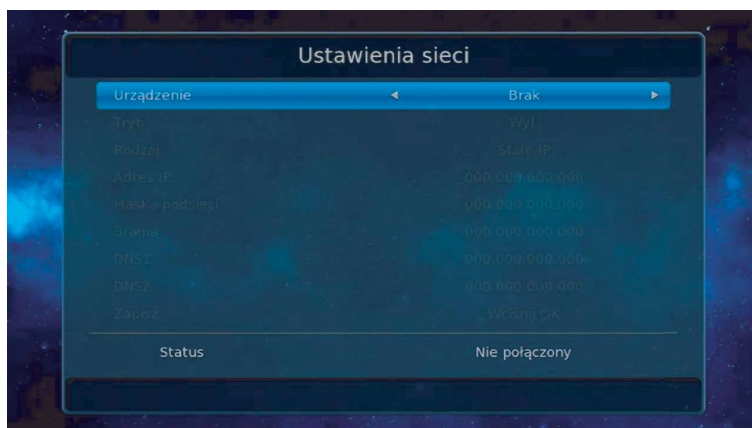 Ustawienia sieci
Urządzenie Brak
Tryb Wył.
Rodzaj Stałe IP
Adres IP 000.000.000.000
Maska podsieci 000.000.000.000
Brama 000.000.000.000
DNS1 000.000.000.000
DNS2 000.000.000.000
Zapisz Wciśnij OK
Status Nie połączony